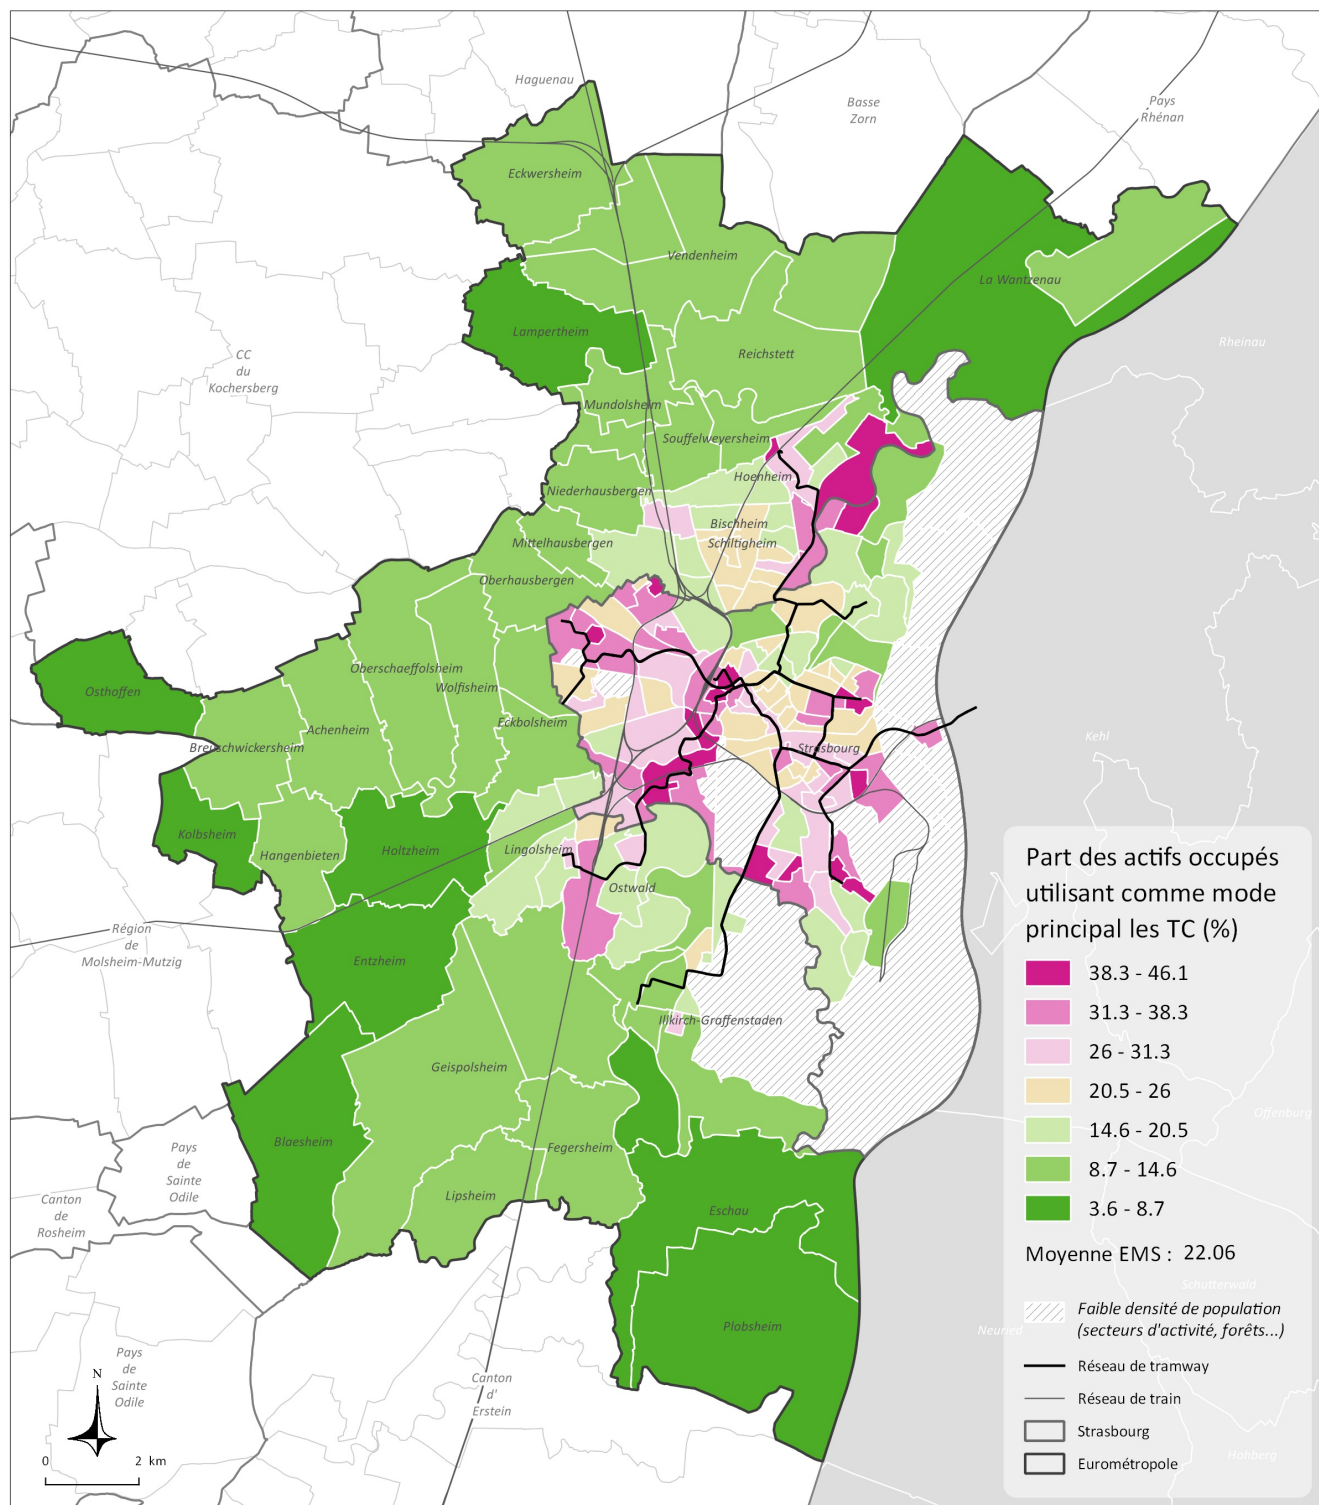 Haguenau
Basse
Zorn
Pays
Rhénan
Eckwersheim
Vendenheim
La Wantzenau
Lampertheim
Rheinau
CC
du
Kochersberg
Reichstett
Mundolsheim
Souffelweyersheim
Hoenheim
Niederhausbergen
Bischheim
Mittelhausbergen
Schiltigheim
Oberhausbergen
Oberschaeffolsheim
Wolfisheim
Osthoffen
Eckbolsheim
Achenheim
Breuschwickersheim
Strasbourg
Kehl
Kolbsheim
Hangenbieten
Holtzheim
Lingolsheim
Ostwald
Région
de
Molsheim-Mutzig
Entzheim
Illkirch-Graffenstaden
Geispolsheim
Offenburg
Blaesheim
Fegersheim
Pays
de
Sainte
Odile
Canton
de
Rosheim
Lipsheim
Eschau
Plobsheim
Schutterwald
Neuried
Pays
de
Sainte
Odile
Canton
d'
Erstein
Hohberg
N
0 2 km
Part des actifs occupés
utilisant comme mode
principal les TC (%)
38.3 - 46.1
31.3 - 38.3
26 - 31.3
20.5 - 26
14.6 - 20.5
8.7 - 14.6
3.6 - 8.7
Moyenne EMS : 22.06
Faible densité de population
(secteurs d'activité, forêts...)
Réseau de tramway
Réseau de train
Strasbourg
Eurométropole